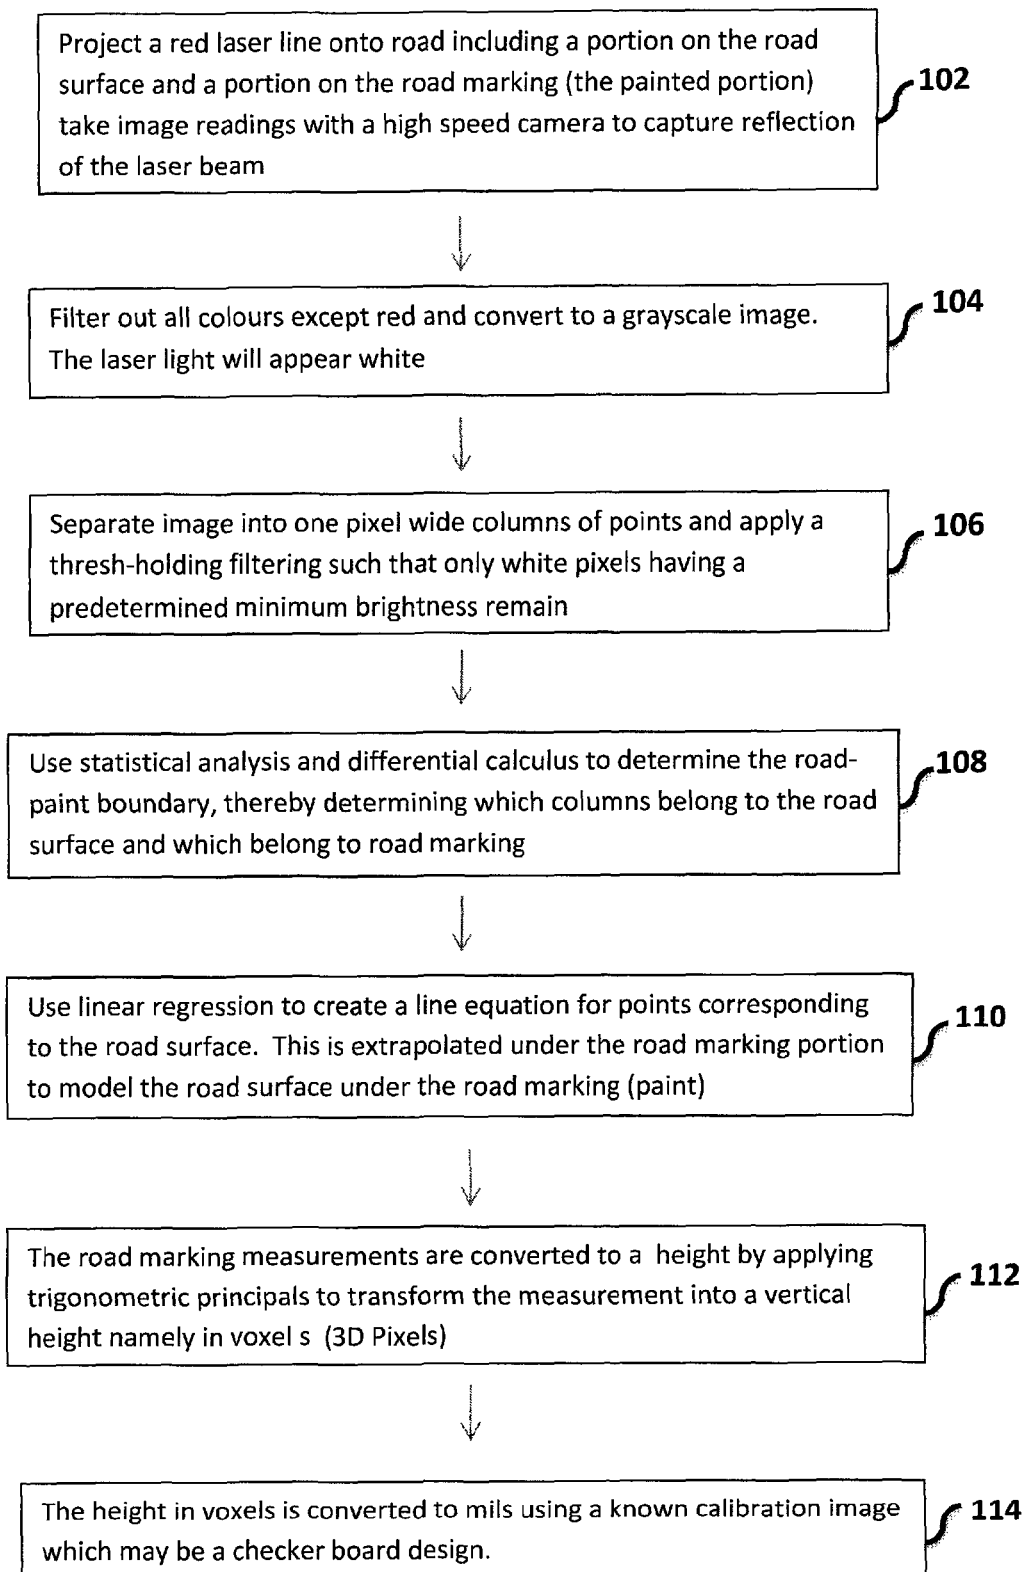 Project a red laser line onto road including a portion on the road
surface and a portion on the road marking (the painted portion)
take image readings with a high speed camera to capture reflection
of the laser beam
102
Filter out all colours except red and convert to a grayscale image.
The laser light will appear white
104
Separate image into one pixel wide columns of points and apply a
thresh-holding filtering such that only white pixels having a
predetermined minimum brightness remain
106
Use statistical analysis and differential calculus to determine the road-
paint boundary, thereby determining which columns belong to the road
surface and which belong to road marking
108
Use linear regression to create a line equation for points corresponding
to the road surface.  This is extrapolated under the road marking portion
to model the road surface under the road marking (paint)
110
The road marking measurements are converted to a  height by applying
trigonometric principals to transform the measurement into a vertical
height namely in voxel s  (3D Pixels)
112
The height in voxels is converted to mils using a known calibration image
which may be a checker board design.
114